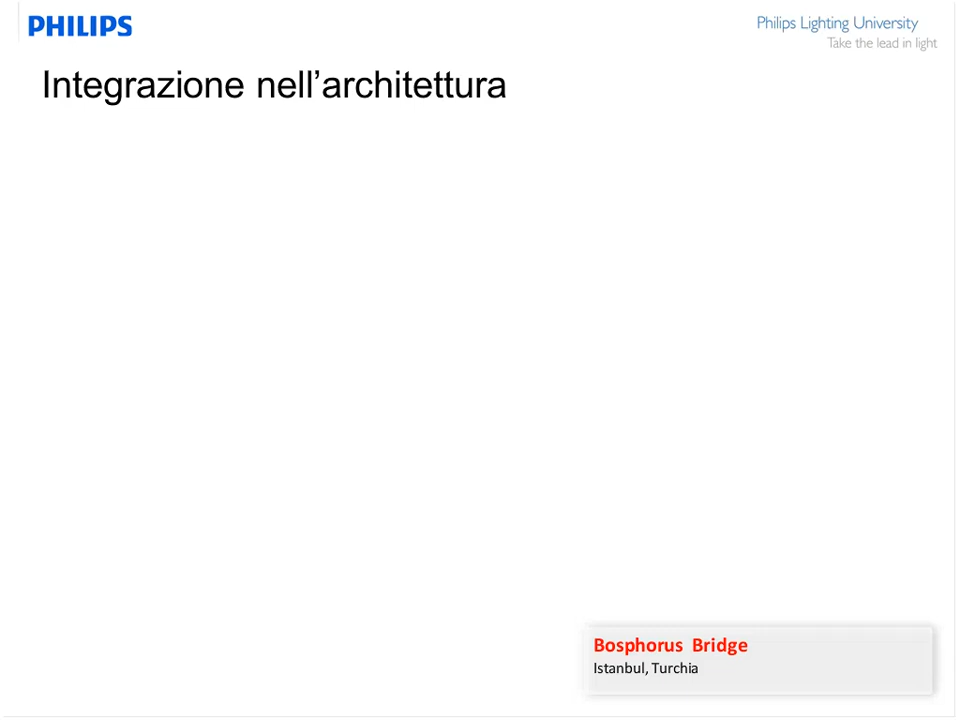 PHILIPS
Philips Lighting University
Take the lead in light
Integrazione nell’architettura
Bosphorus Bridge
Istanbul, Turchia